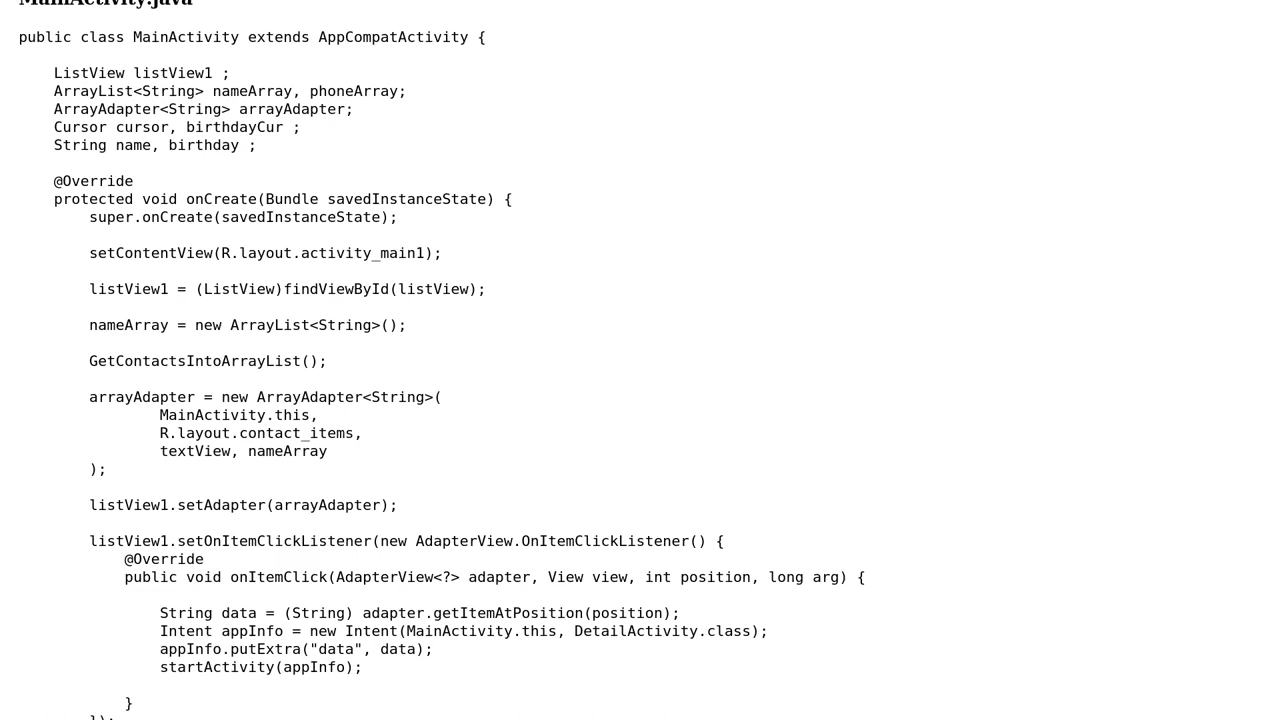 MainActivity.java
public class MainActivity extends AppCompatActivity {
ListView listView1 ;
ArrayList<String> nameArray, phoneArray;
ArrayAdapter<String> arrayAdapter;
Cursor cursor, birthdayCur ;
String name, birthday ;
@Override
protected void onCreate(Bundle savedInstanceState) {
super.onCreate(savedInstanceState);
setContentView(R.layout.activity_main1);
listView1 = (ListView)findViewById(listView);
nameArray = new ArrayList<String>();
GetContactsIntoArrayList();
arrayAdapter = new ArrayAdapter<String>(
MainActivity.this,
R.layout.contact_items,
textView, nameArray
);
listView1.setAdapter(arrayAdapter);
listView1.setOnItemClickListener(new AdapterView.OnItemClickListener() {
@Override
public void onItemClick(AdapterView<?> adapter, View view, int position, long arg) {
String data = (String) adapter.getItemAtPosition(position);
Intent appInfo = new Intent(MainActivity.this, DetailActivity.class);
appInfo.putExtra("data", data);
startActivity(appInfo);
}
});